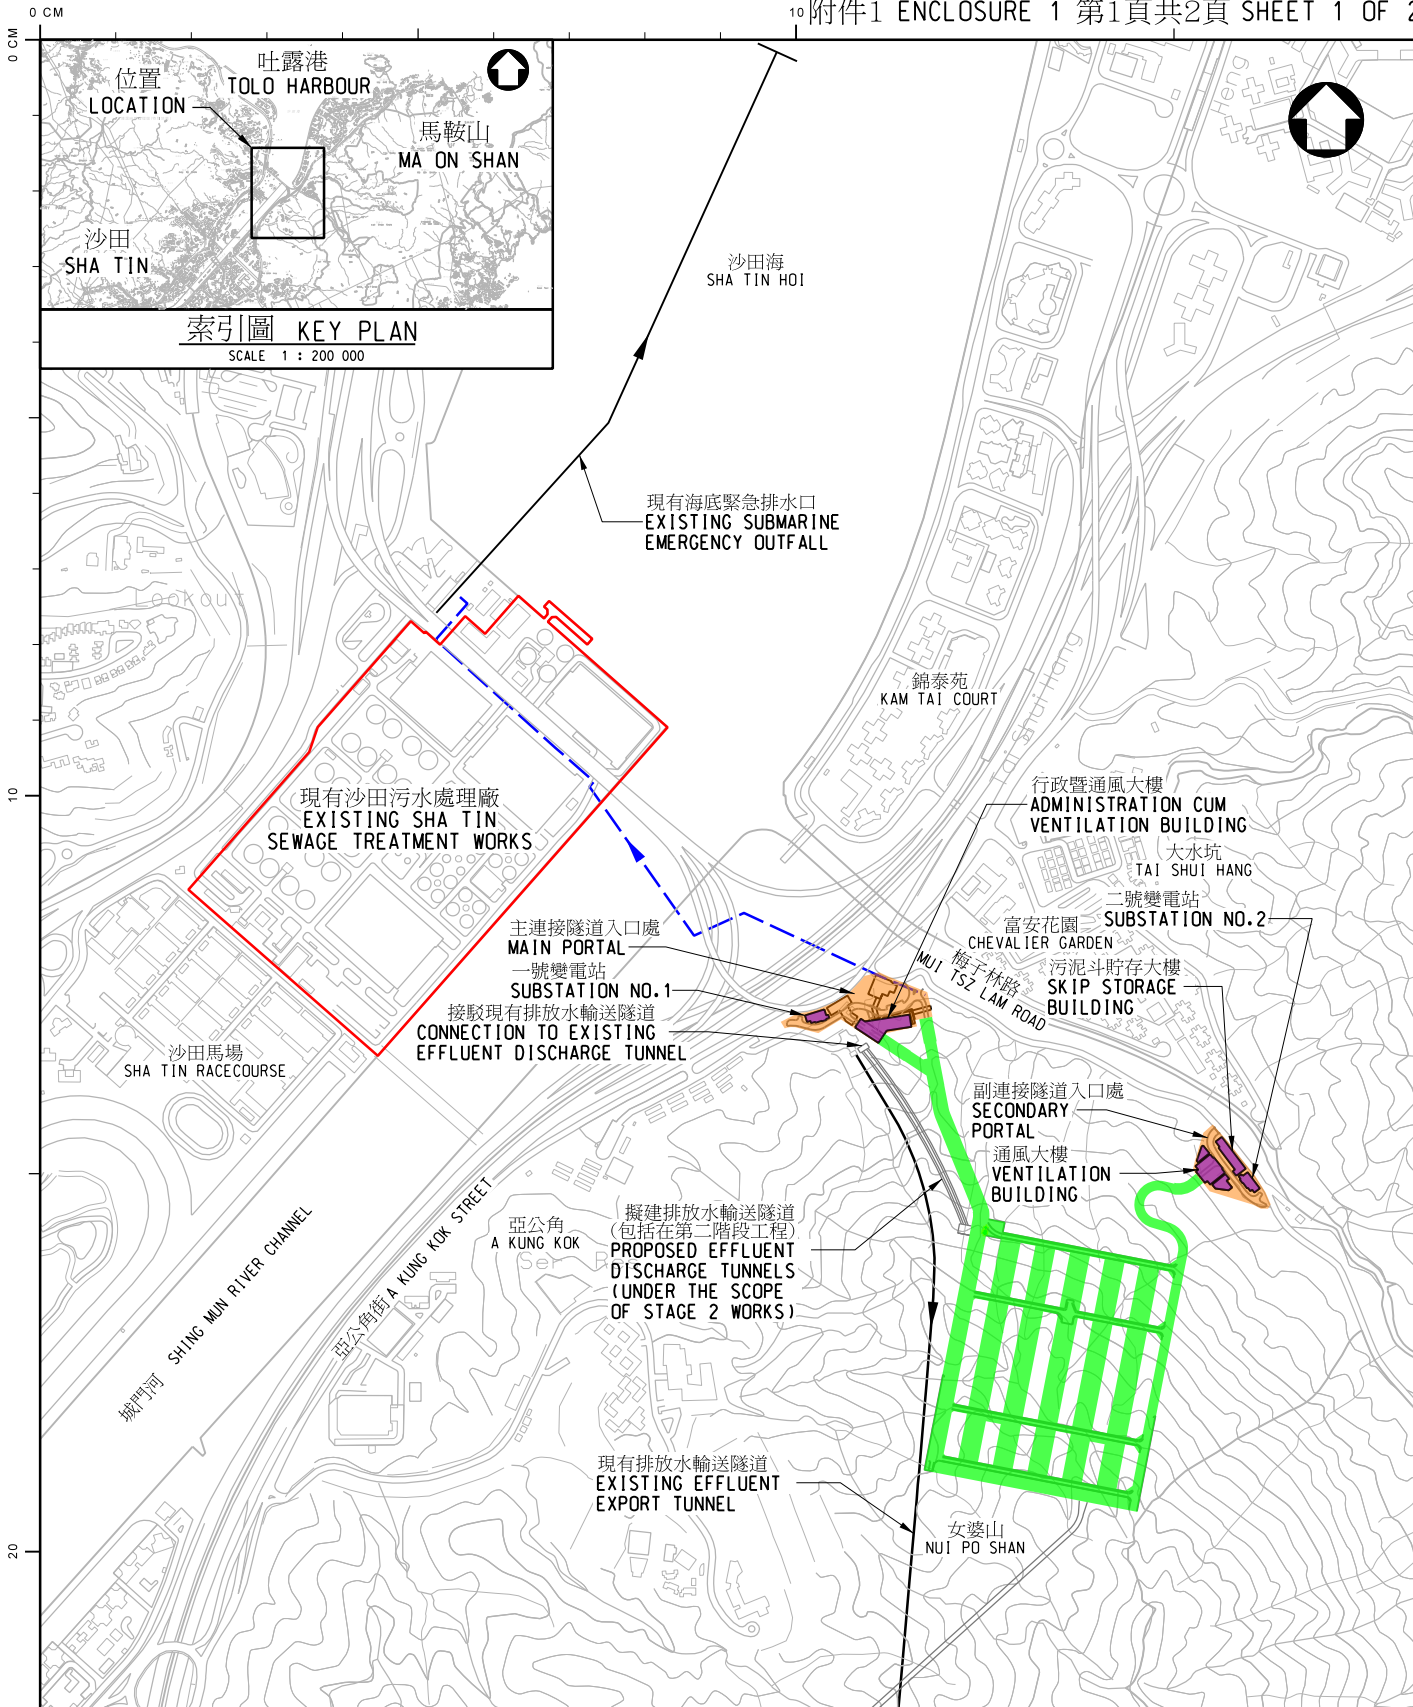 0 CM
10
附件1 ENCLOSURE 1 第1頁共2頁 SHEET 1 OF 2
0 CM
10
20
位置
LOCATION
吐露港
TOLO HARBOUR
馬鞍山
MA ON SHAN
沙田
SHA TIN
索引圖 KEY PLAN
SCALE 1 : 200 000
沙田海
SHA TIN HOI
現有海底緊急排水口
EXISTING SUBMARINE
EMERGENCY OUTFALL
Lookout
錦泰苑
KAM TAI COURT
現有沙田污水處理廠
EXISTING SHA TIN
SEWAGE TREATMENT WORKS
行政暨通風大樓
ADMINISTRATION CUM
VENTILATION BUILDING
大水坑
TAI SHUI HANG
二號變電站
SUBSTATION NO.2
富安花園
CHEVALIER GARDEN
梅子林路
MUI TSZ LAM ROAD
污泥斗貯存大樓
SKIP STORAGE
BUILDING
主連接隧道入口處
MAIN PORTAL
一號變電站
SUBSTATION NO.1
接駁現有排放水輸送隧道
CONNECTION TO EXISTING
EFFLUENT DISCHARGE TUNNEL
沙田馬場
SHA TIN RACECOURSE
副連接隧道入口處
SECONDARY
PORTAL
通風大樓
VENTILATION
BUILDING
擬建排放水輸送隧道
(包括在第二階段工程)
PROPOSED EFFLUENT
DISCHARGE TUNNELS
(UNDER THE SCOPE
OF STAGE 2 WORKS)
亞公角
A KUNG KOK
亞公角街 A KUNG KOK STREET
城門河 SHING MUN RIVER CHANNEL
現有排放水輸送隧道
EXISTING EFFLUENT
EXPORT TUNNEL
女婆山
NUI PO SHAN